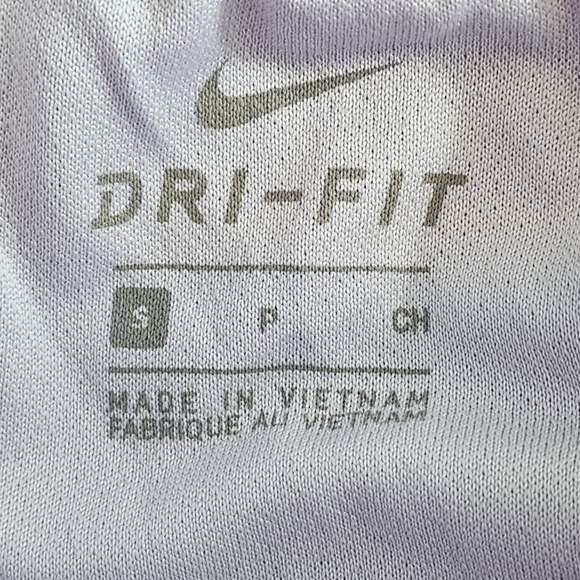 DRI-FIT
S P CH
MADE IN VIETNAM
FABRIQUE AU VIETNAM